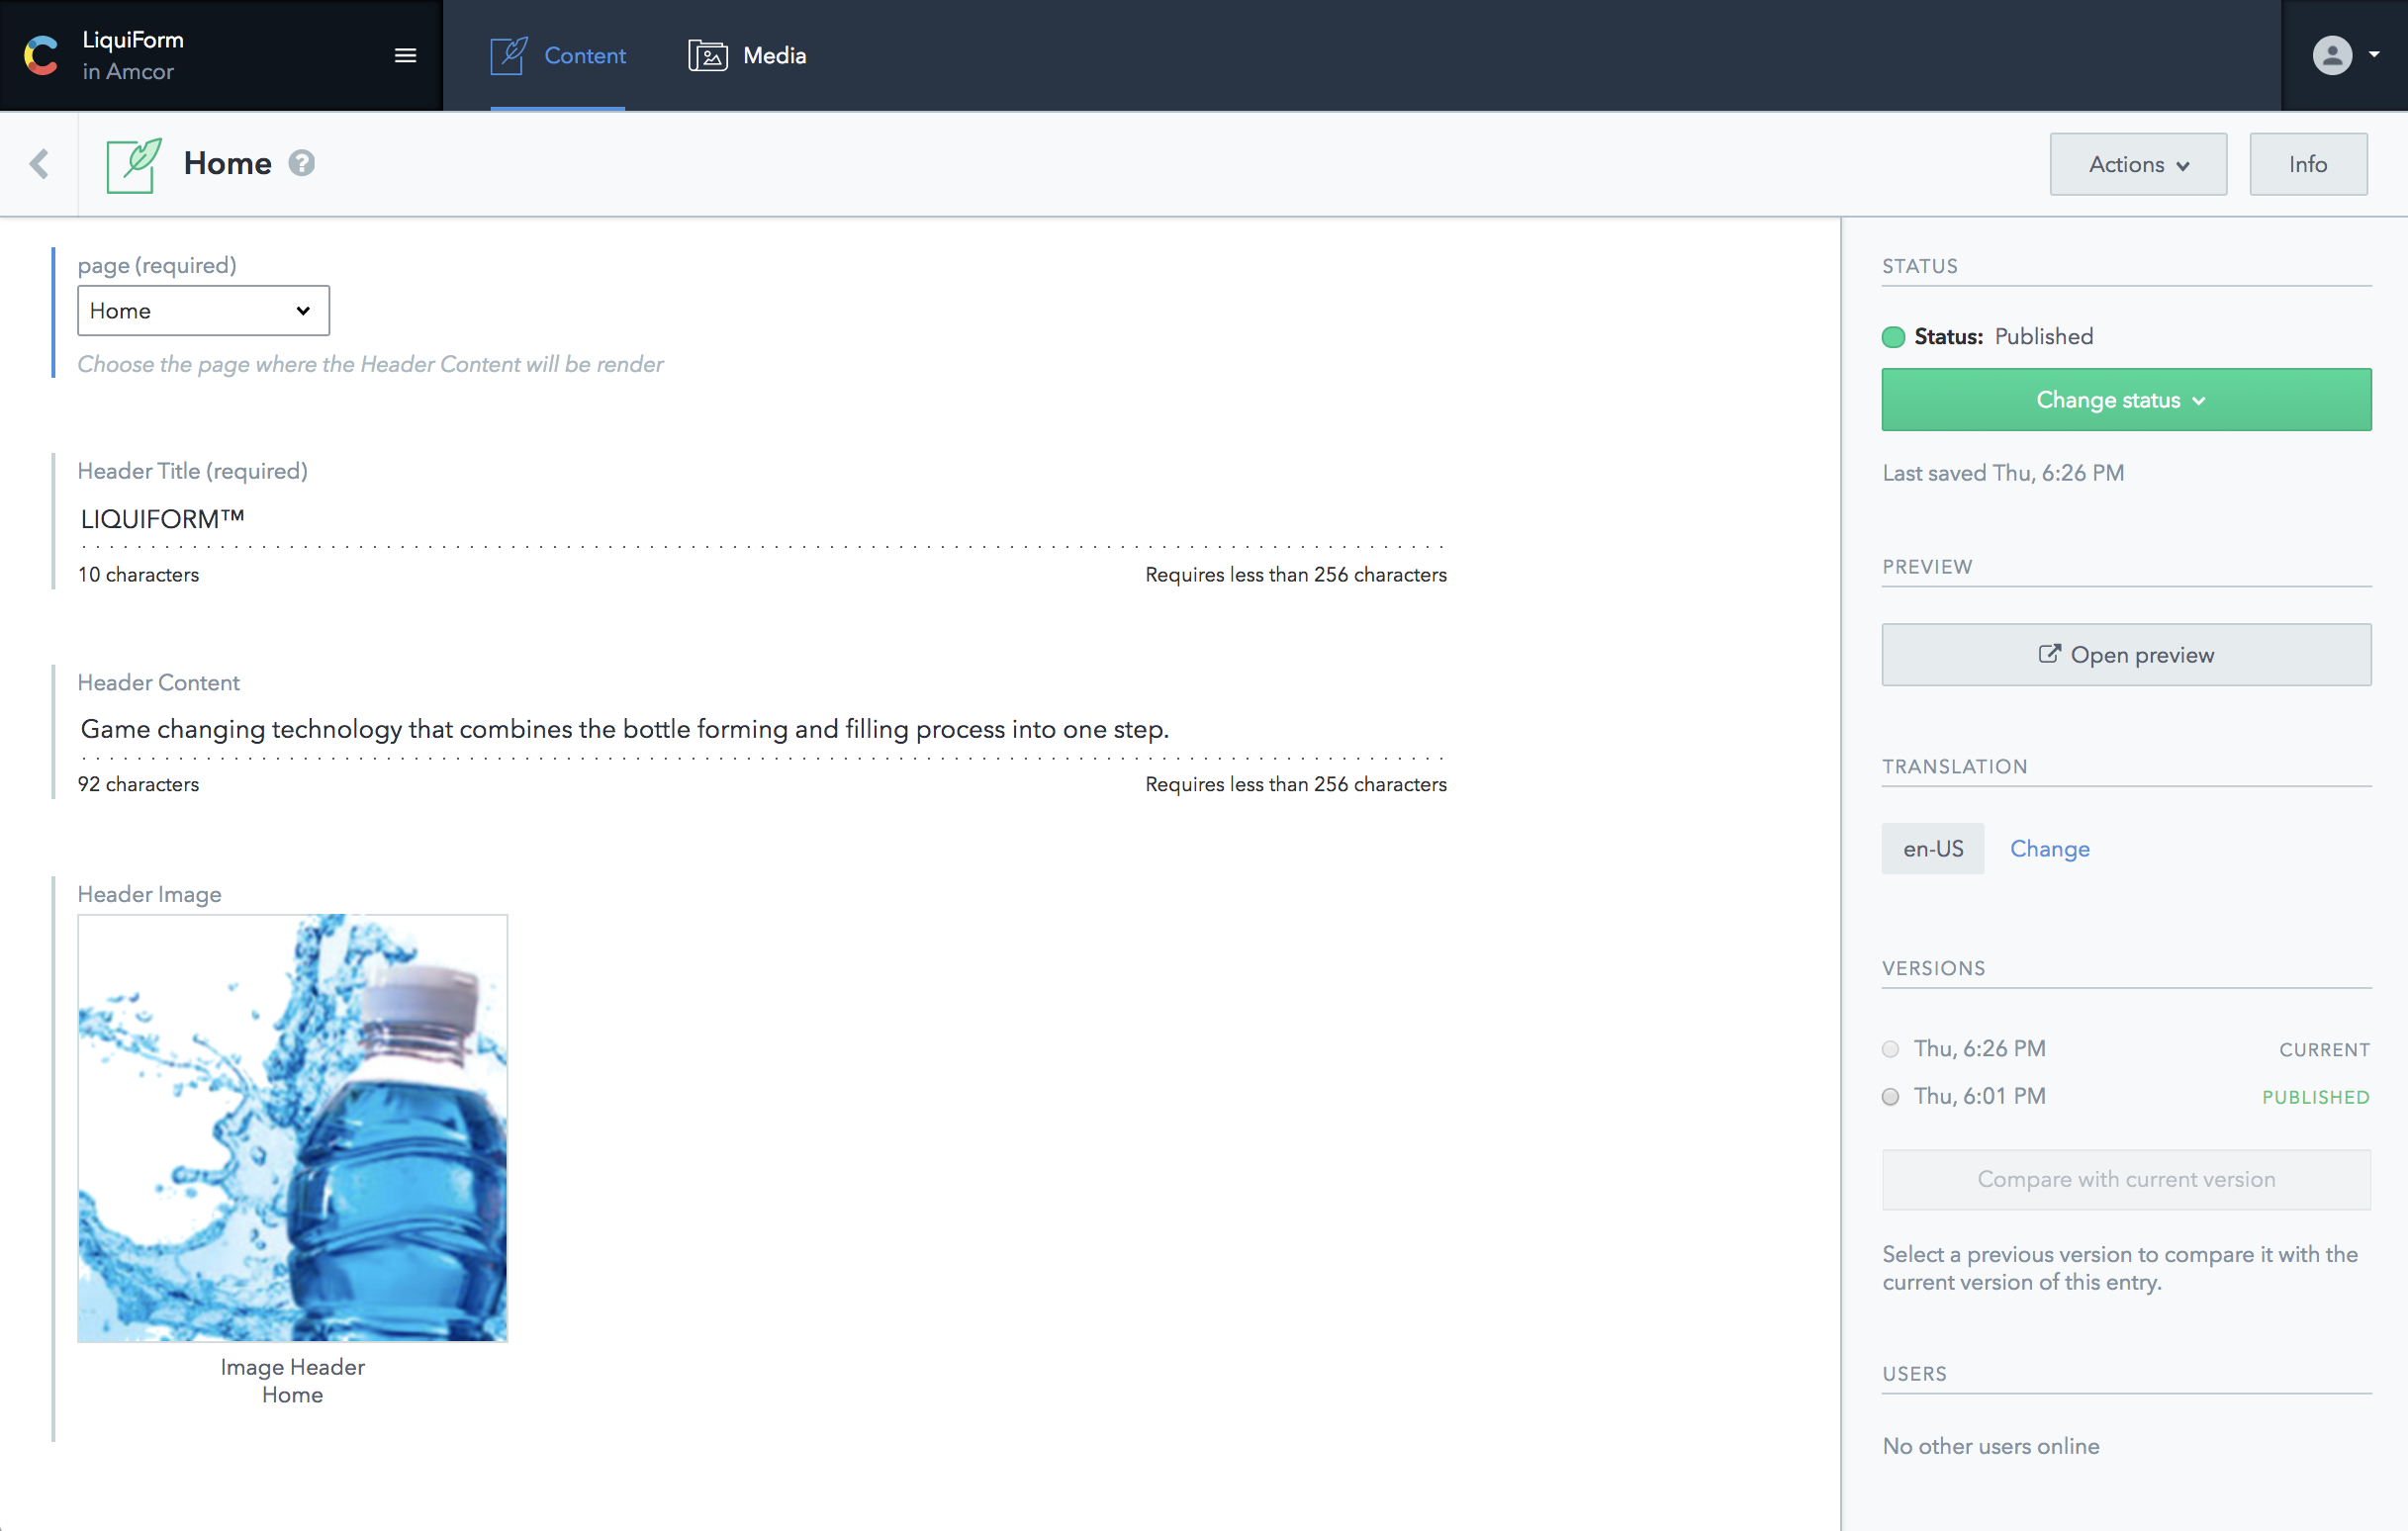 LiquiForm
in Amcor
Content
Media
Home
Actions
Info
page (required)
Home
Choose the page where the Header Content will be render
Header Title (required)
LIQUIFORM™
10 characters
Requires less than 256 characters
Header Content
Game changing technology that combines the bottle forming and filling process into one step.
92 characters
Requires less than 256 characters
Header Image
Image Header
Home
STATUS
Status: Published
Change status
Last saved Thu, 6:26 PM
PREVIEW
Open preview
TRANSLATION
en-US
Change
VERSIONS
Thu, 6:26 PM
CURRENT
Thu, 6:01 PM
PUBLISHED
Compare with current version
Select a previous version to compare it with the
current version of this entry.
USERS
No other users online